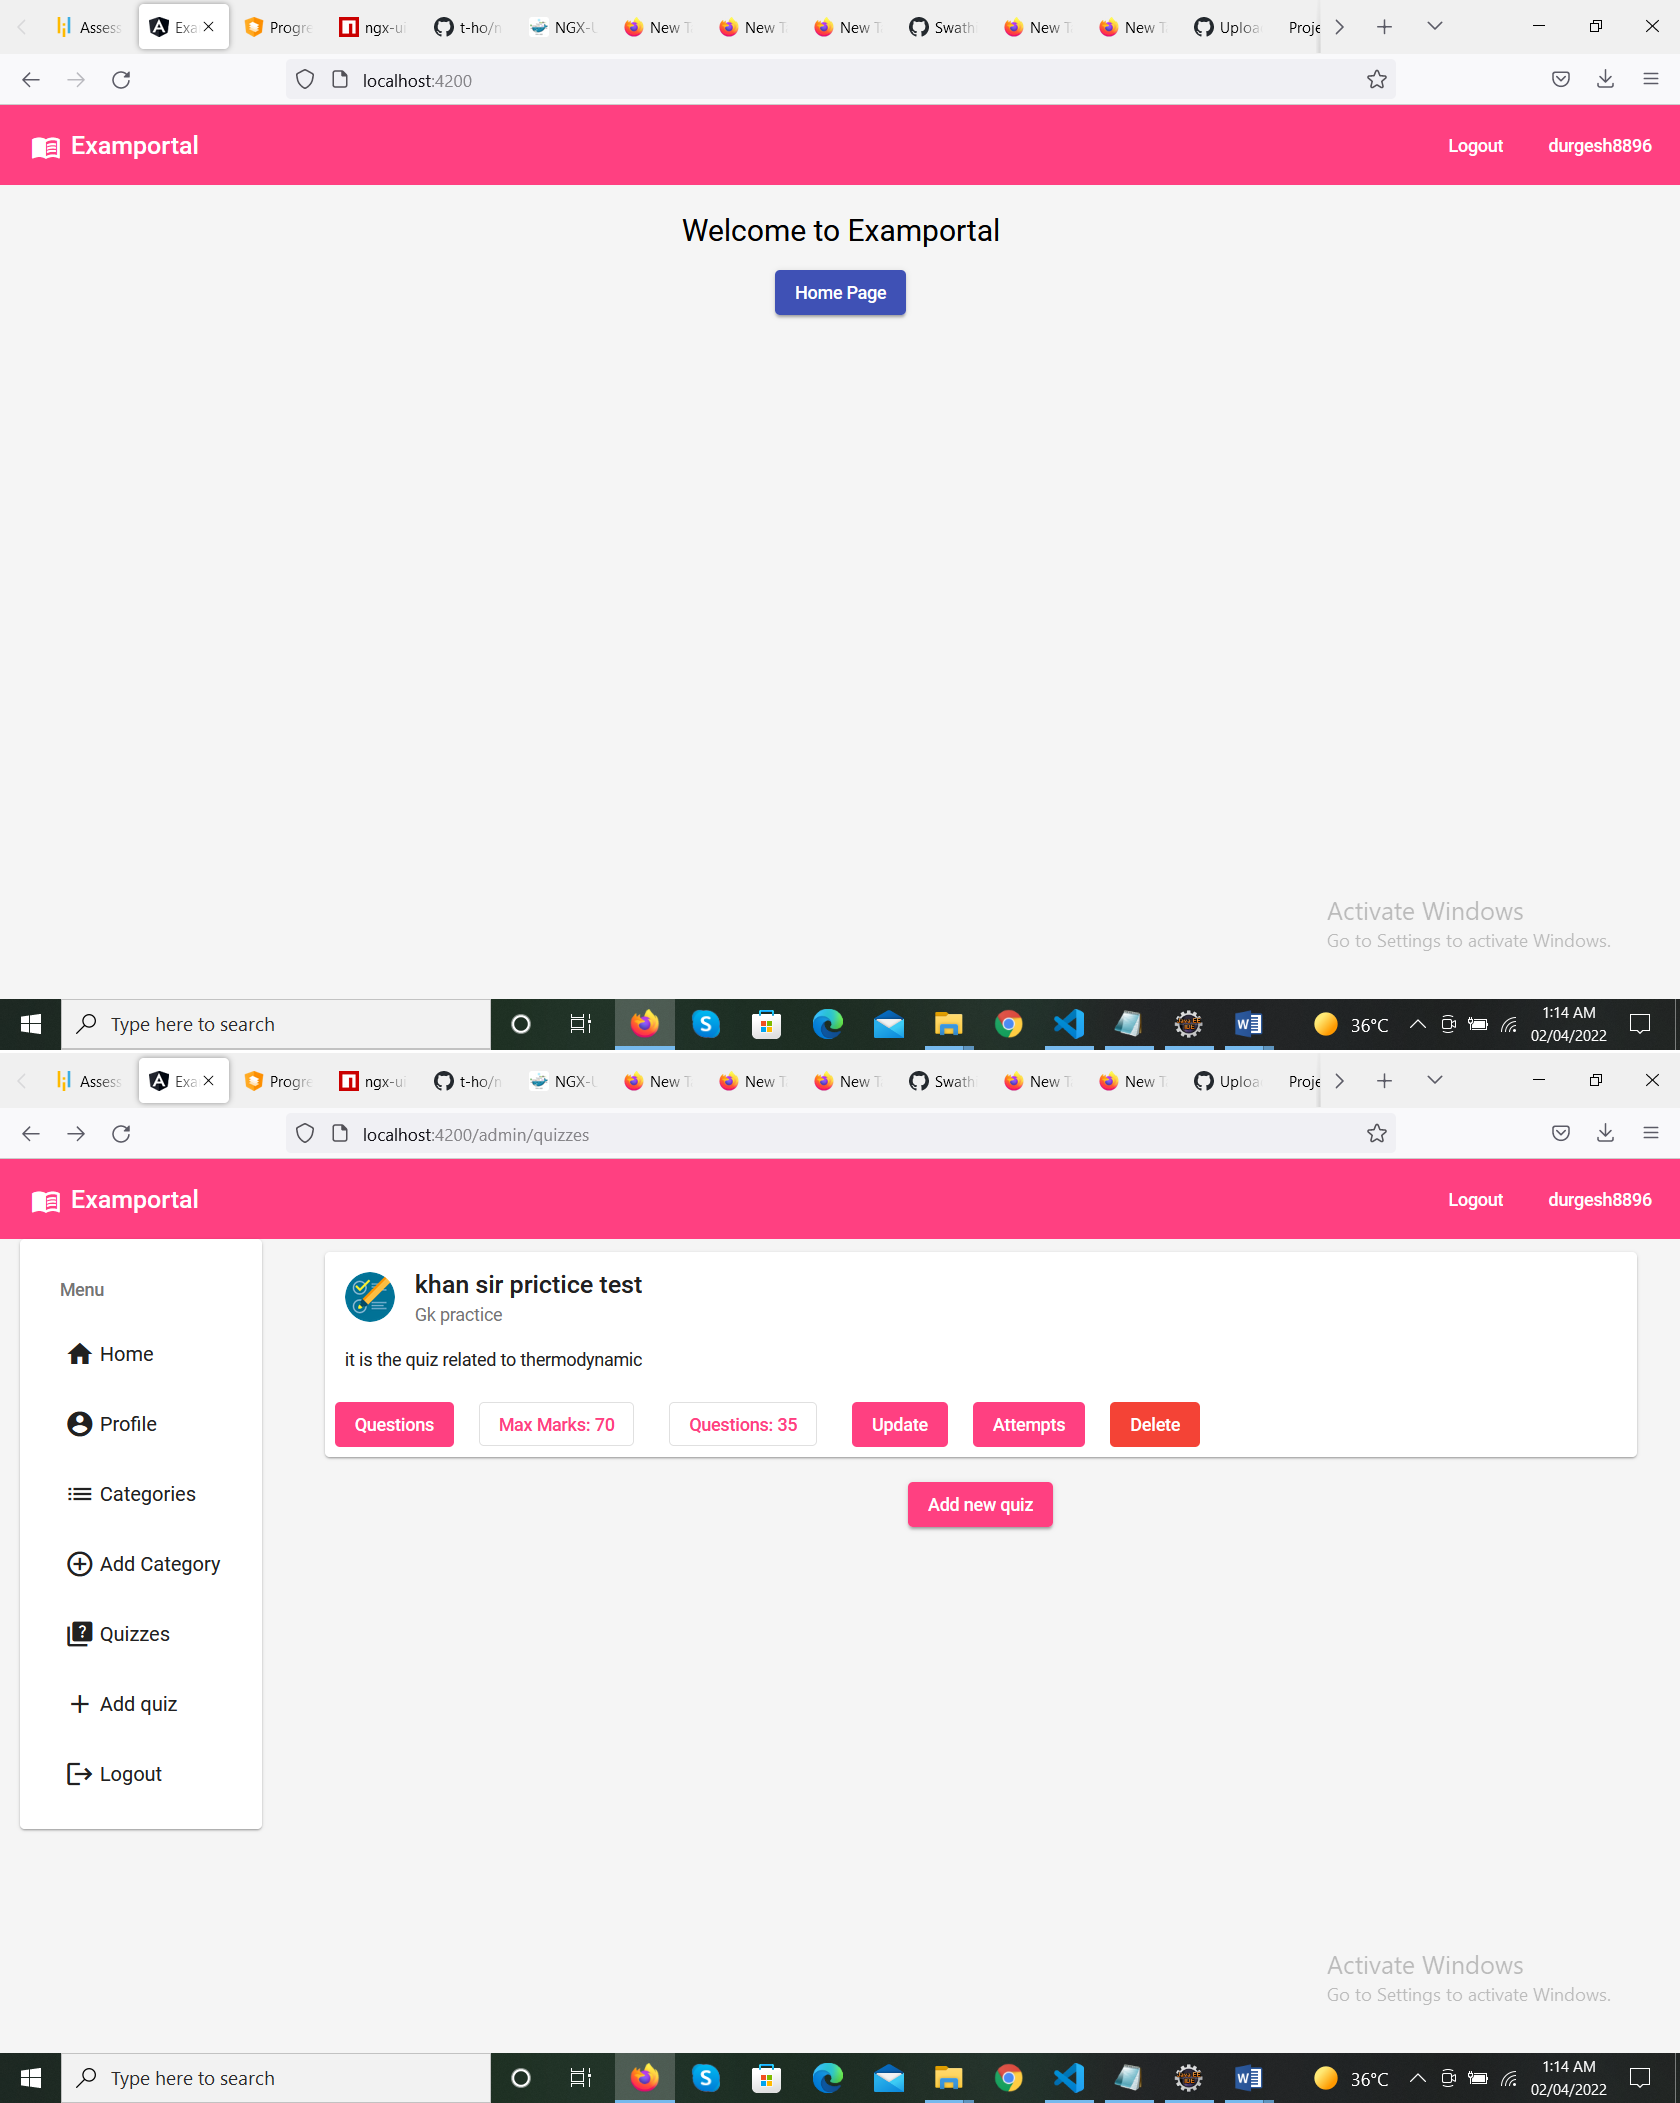 Assess Exa Progre ngx-ui t-ho/n NGX-U New T New T New T Swath New T New T Uploa Proje
localhost:4200
Examportal Logout durgesh8896
Welcome to Examportal
Home Page
Activate Windows
Go to Settings to activate Windows.
Type here to search 36°C 1:14 AM
02/04/2022
Assess Exa Progre ngx-ui t-ho/n NGX-U New T New T New T Swath New T New T Uploa Proje
localhost:4200/admin/quizzes
Examportal Logout durgesh8896
Menu
Home
Profile
Categories
Add Category
Quizzes
Add quiz
Logout
khan sir prictice test
Gk practice
it is the quiz related to thermodynamic
Questions Max Marks: 70 Questions: 35 Update Attempts Delete
Add new quiz
Activate Windows
Go to Settings to activate Windows.
Type here to search 36°C 1:14 AM
02/04/2022